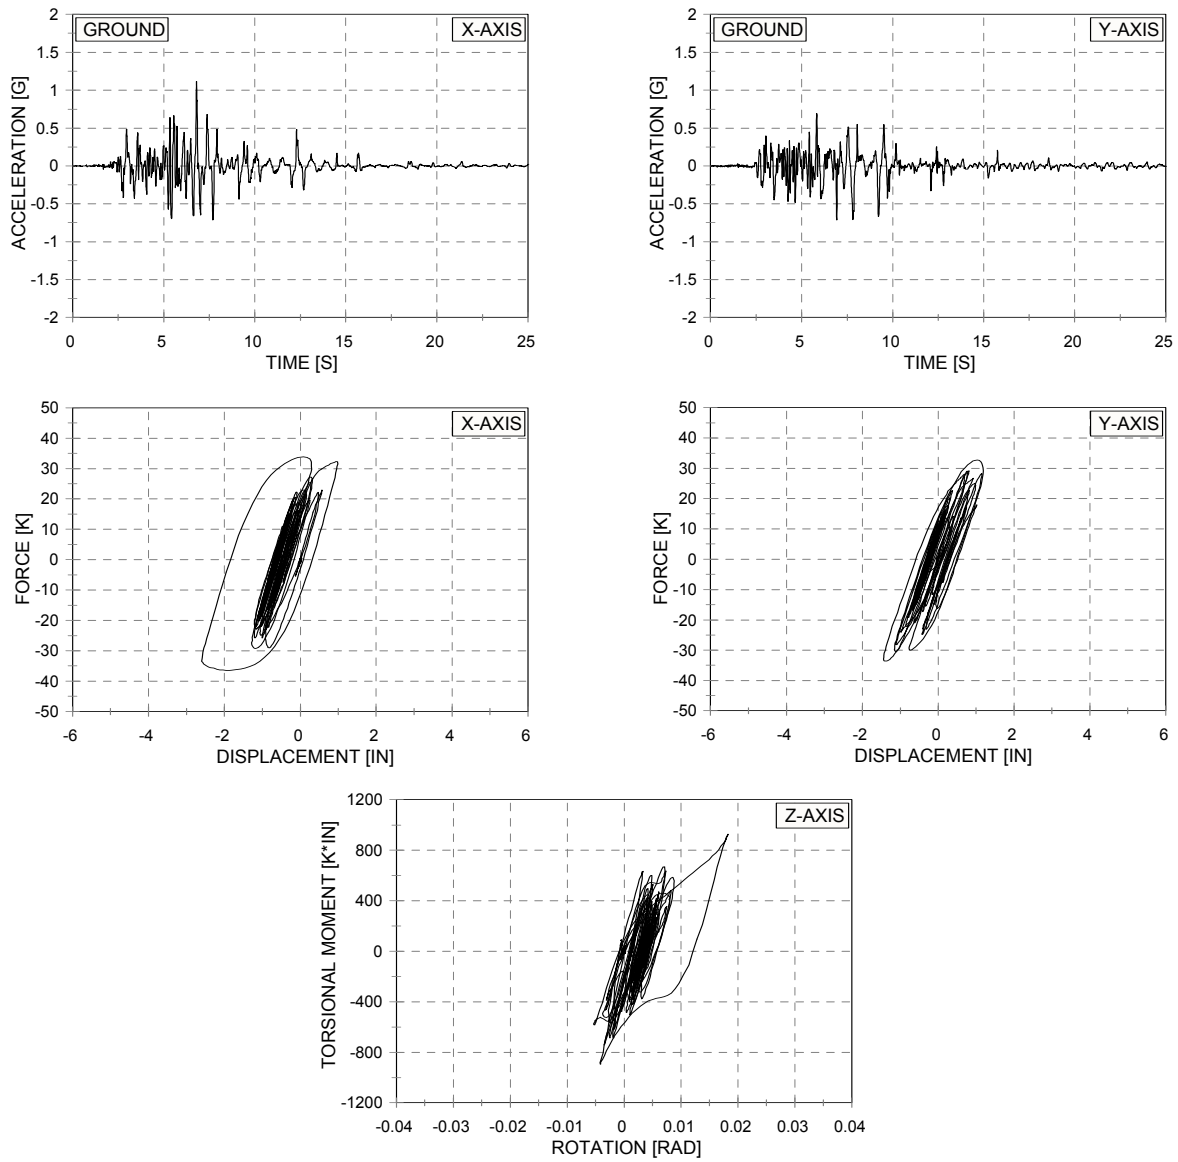 GROUND X-AXIS
ACCELERATION [G]
2
1.5
1
0.5
0
-0.5
-1
-1.5
-2
0 5 10 15 20 25
TIME [S]
GROUND Y-AXIS
ACCELERATION [G]
2
1.5
1
0.5
0
-0.5
-1
-1.5
-2
0 5 10 15 20 25
TIME [S]
X-AXIS
FORCE [K]
50
40
30
20
10
0
-10
-20
-30
-40
-50
-6 -4 -2 0 2 4 6
DISPLACEMENT [IN]
Y-AXIS
FORCE [K]
50
40
30
20
10
0
-10
-20
-30
-40
-50
-6 -4 -2 0 2 4 6
DISPLACEMENT [IN]
Z-AXIS
TORSIONAL MOMENT [K*IN]
1200
800
400
0
-400
-800
-1200
-0.04 -0.03 -0.02 -0.01 0 0.01 0.02 0.03 0.04
ROTATION [RAD]